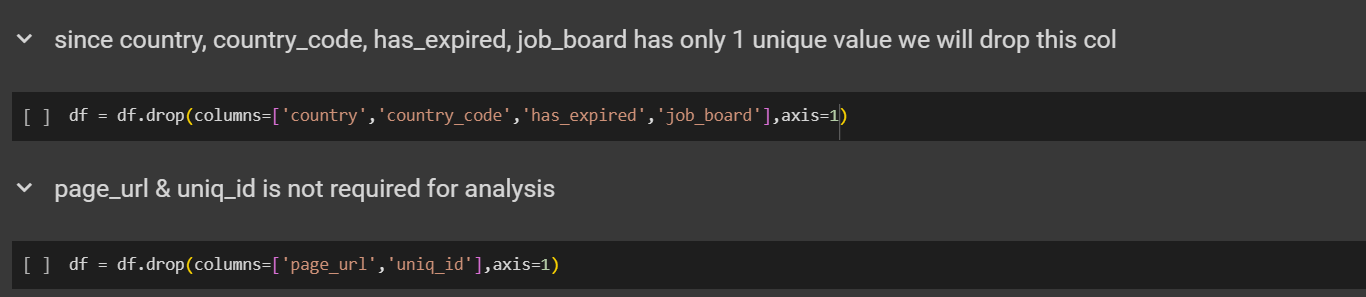 since country, country_code, has_expired, job_board has only 1 unique value we will drop this col
[ ] df = df.drop(columns=['country','country_code','has_expired','job_board'],axis=1)
page_url & uniq_id is not required for analysis
[ ] df = df.drop(columns=['page_url','uniq_id'],axis=1)